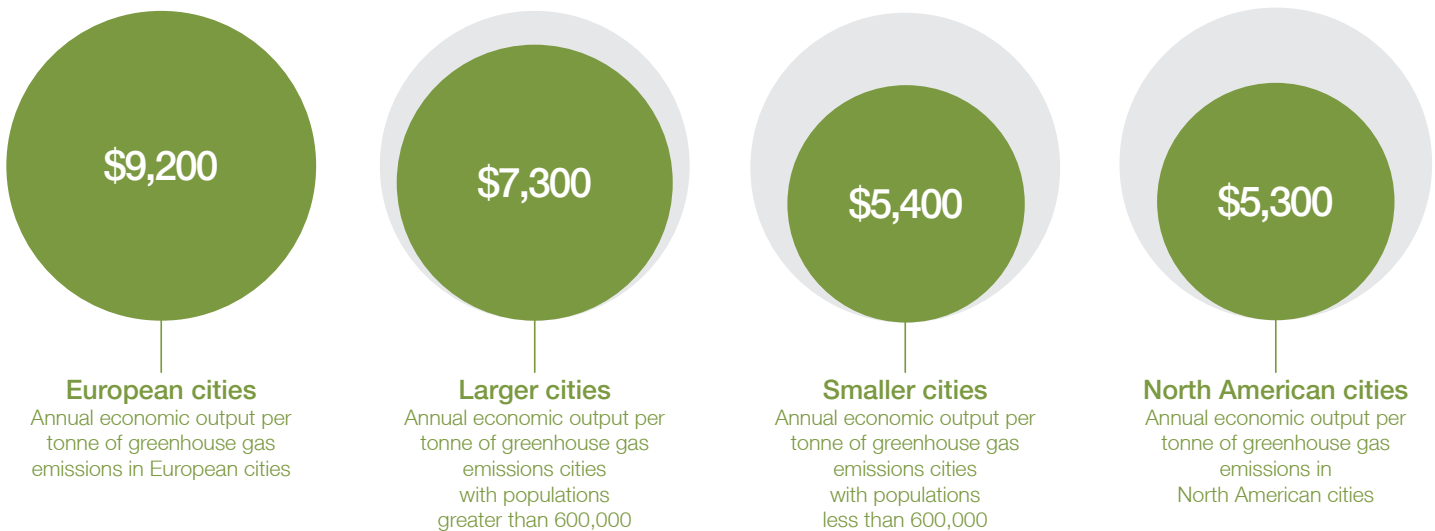 $9,200
European cities
Annual economic output per
tonne of greenhouse gas
emissions in European cities
$7,300
Larger cities
Annual economic output per
tonne of greenhouse gas
emissions cities
with populations
greater than 600,000
$5,400
Smaller cities
Annual economic output per
tonne of greenhouse gas
emissions cities
with populations
less than 600,000
$5,300
North American cities
Annual economic output per
tonne of greenhouse gas
emissions in
North American cities